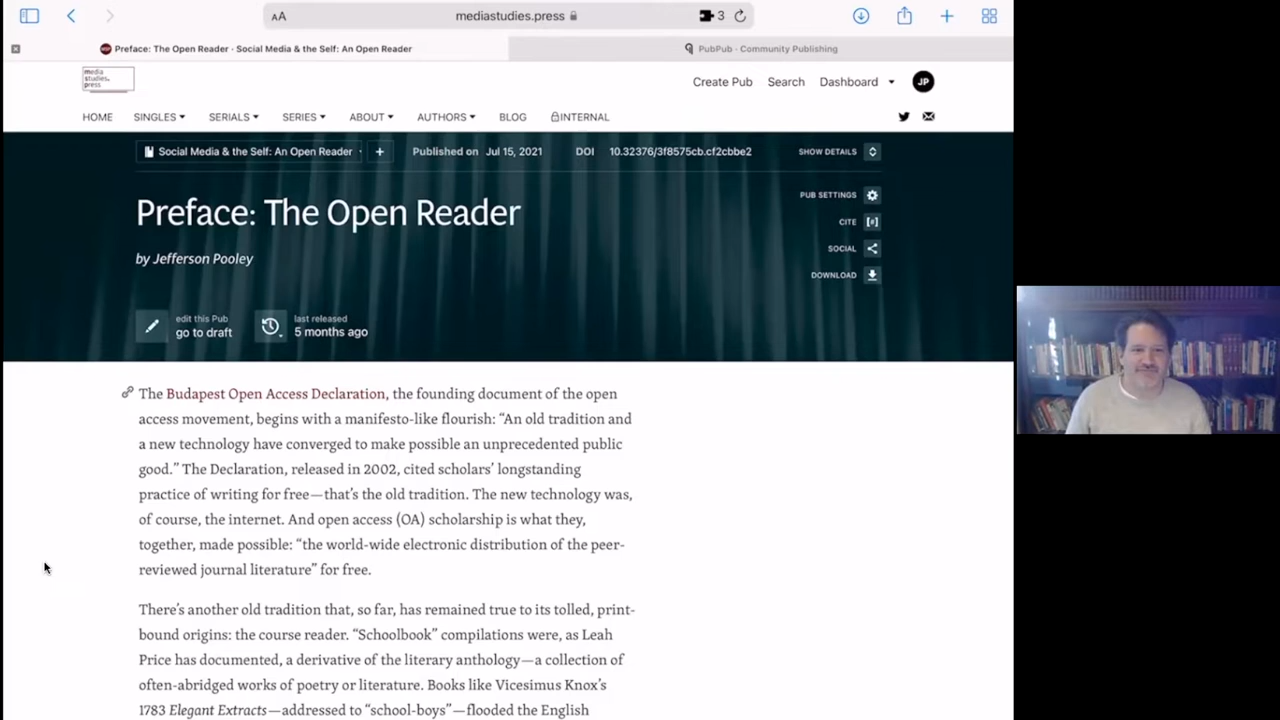 AA
mediastudies.press
3
Preface: The Open Reader · Social Media & the Self: An Open Reader
PubPub · Community Publishing
media
studies.
press
Create Pub
Search
Dashboard
JP
HOME
SINGLES
SERIALS
SERIES
ABOUT
AUTHORS
BLOG
INTERNAL
Social Media & the Self: An Open Reader
+
Published on Jul 15, 2021
DOI 10.32376/3f8575cb.cf2cbbe2
SHOW DETAILS
Preface: The Open Reader
by Jefferson Pooley
PUB SETTINGS
CITE
SOCIAL
DOWNLOAD
edit this Pub
go to draft
last released
5 months ago
The Budapest Open Access Declaration, the founding document of the open
access movement, begins with a manifesto-like flourish: “An old tradition and
a new technology have converged to make possible an unprecedented public
good.” The Declaration, released in 2002, cited scholars’ longstanding
practice of writing for free—that’s the old tradition. The new technology was,
of course, the internet. And open access (OA) scholarship is what they,
together, made possible: “the world-wide electronic distribution of the peer-
reviewed journal literature” for free.
There’s another old tradition that, so far, has remained true to its tolled, print-
bound origins: the course reader. “Schoolbook” compilations were, as Leah
Price has documented, a derivative of the literary anthology—a collection of
often-abridged works of poetry or literature. Books like Vicesimus Knox’s
1783 Elegant Extracts—addressed to “school-boys”—flooded the English